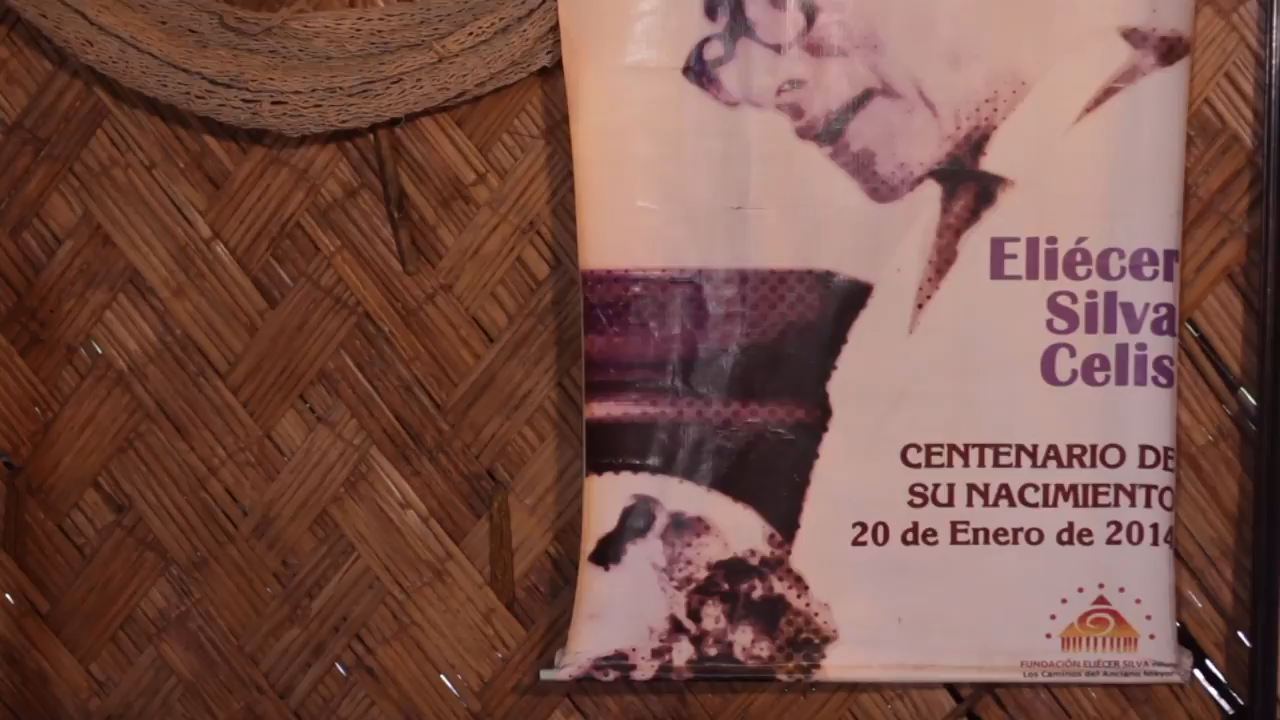 Eliécer
Silva
Celis
CENTENARIO DE
SU NACIMIENTO
20 de Enero de 2014
FUNDACIÓN ELIÉCER SILVA
Los Caminos del Anciano Mayor